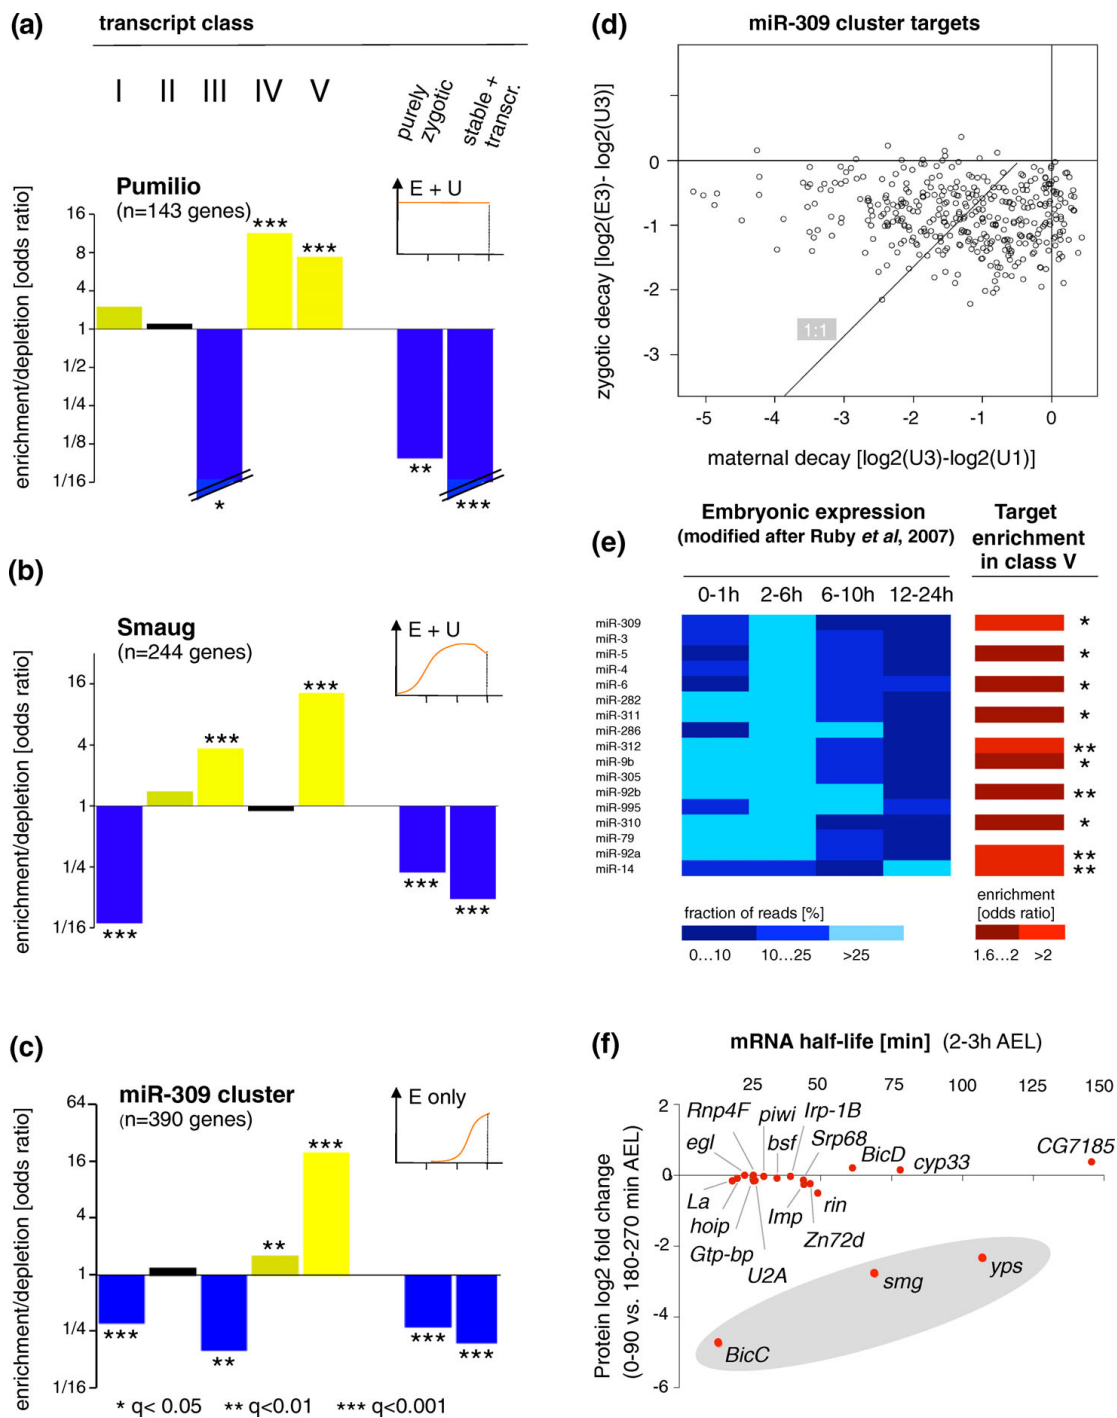 (a)
transcript class
I II III IV V
purely zygotic
stable + transcr.
Pumilio
(n=143 genes)
E + U
enrichment/depletion [odds ratio]
16
8
4
1
1/2
1/4
1/8
1/16
***
***
*
**
***
(b)
Smaug
(n=244 genes)
E + U
enrichment/depletion [odds ratio]
16
4
1
1/4
1/16
***
***
***
***
***
(c)
miR-309 cluster
(n=390 genes)
E only
enrichment/depletion [odds ratio]
64
16
4
1
1/4
1/16
***
**
***
**
***
***
* q< 0.05 ** q<0.01 *** q<0.001
(d)
miR-309 cluster targets
zygotic decay [log2(E3)- log2(U3)]
0
-1
-2
-3
1:1
-5 -4 -3 -2 -1 0
maternal decay [log2(U3)-log2(U1)]
(e)
Embryonic expression
(modified after Ruby et al, 2007)
Target
enrichment
in class V
0-1h 2-6h 6-10h 12-24h
miR-309 *
miR-3
miR-5 *
miR-4
miR-6 *
miR-282
miR-311 *
miR-286
miR-312 **
miR-9b *
miR-305
miR-92b **
miR-995
miR-310 *
miR-79
miR-92a **
miR-14 **
fraction of reads [%]
0...10 10...25 >25
enrichment
[odds ratio]
1.6...2 >2
(f)
mRNA half-life [min] (2-3h AEL)
25 50 75 100 125 150
Protein log2 fold change
(0-90 vs. 180-270 min AEL)
2
0
-2
-4
-6
Rnp4F piwi Irp-1B
egl bsf Srp68
BicD cyp33 CG7185
La
hoip
Gtp-bp
U2A
Imp
Zn72d
rin
smg
yps
BicC